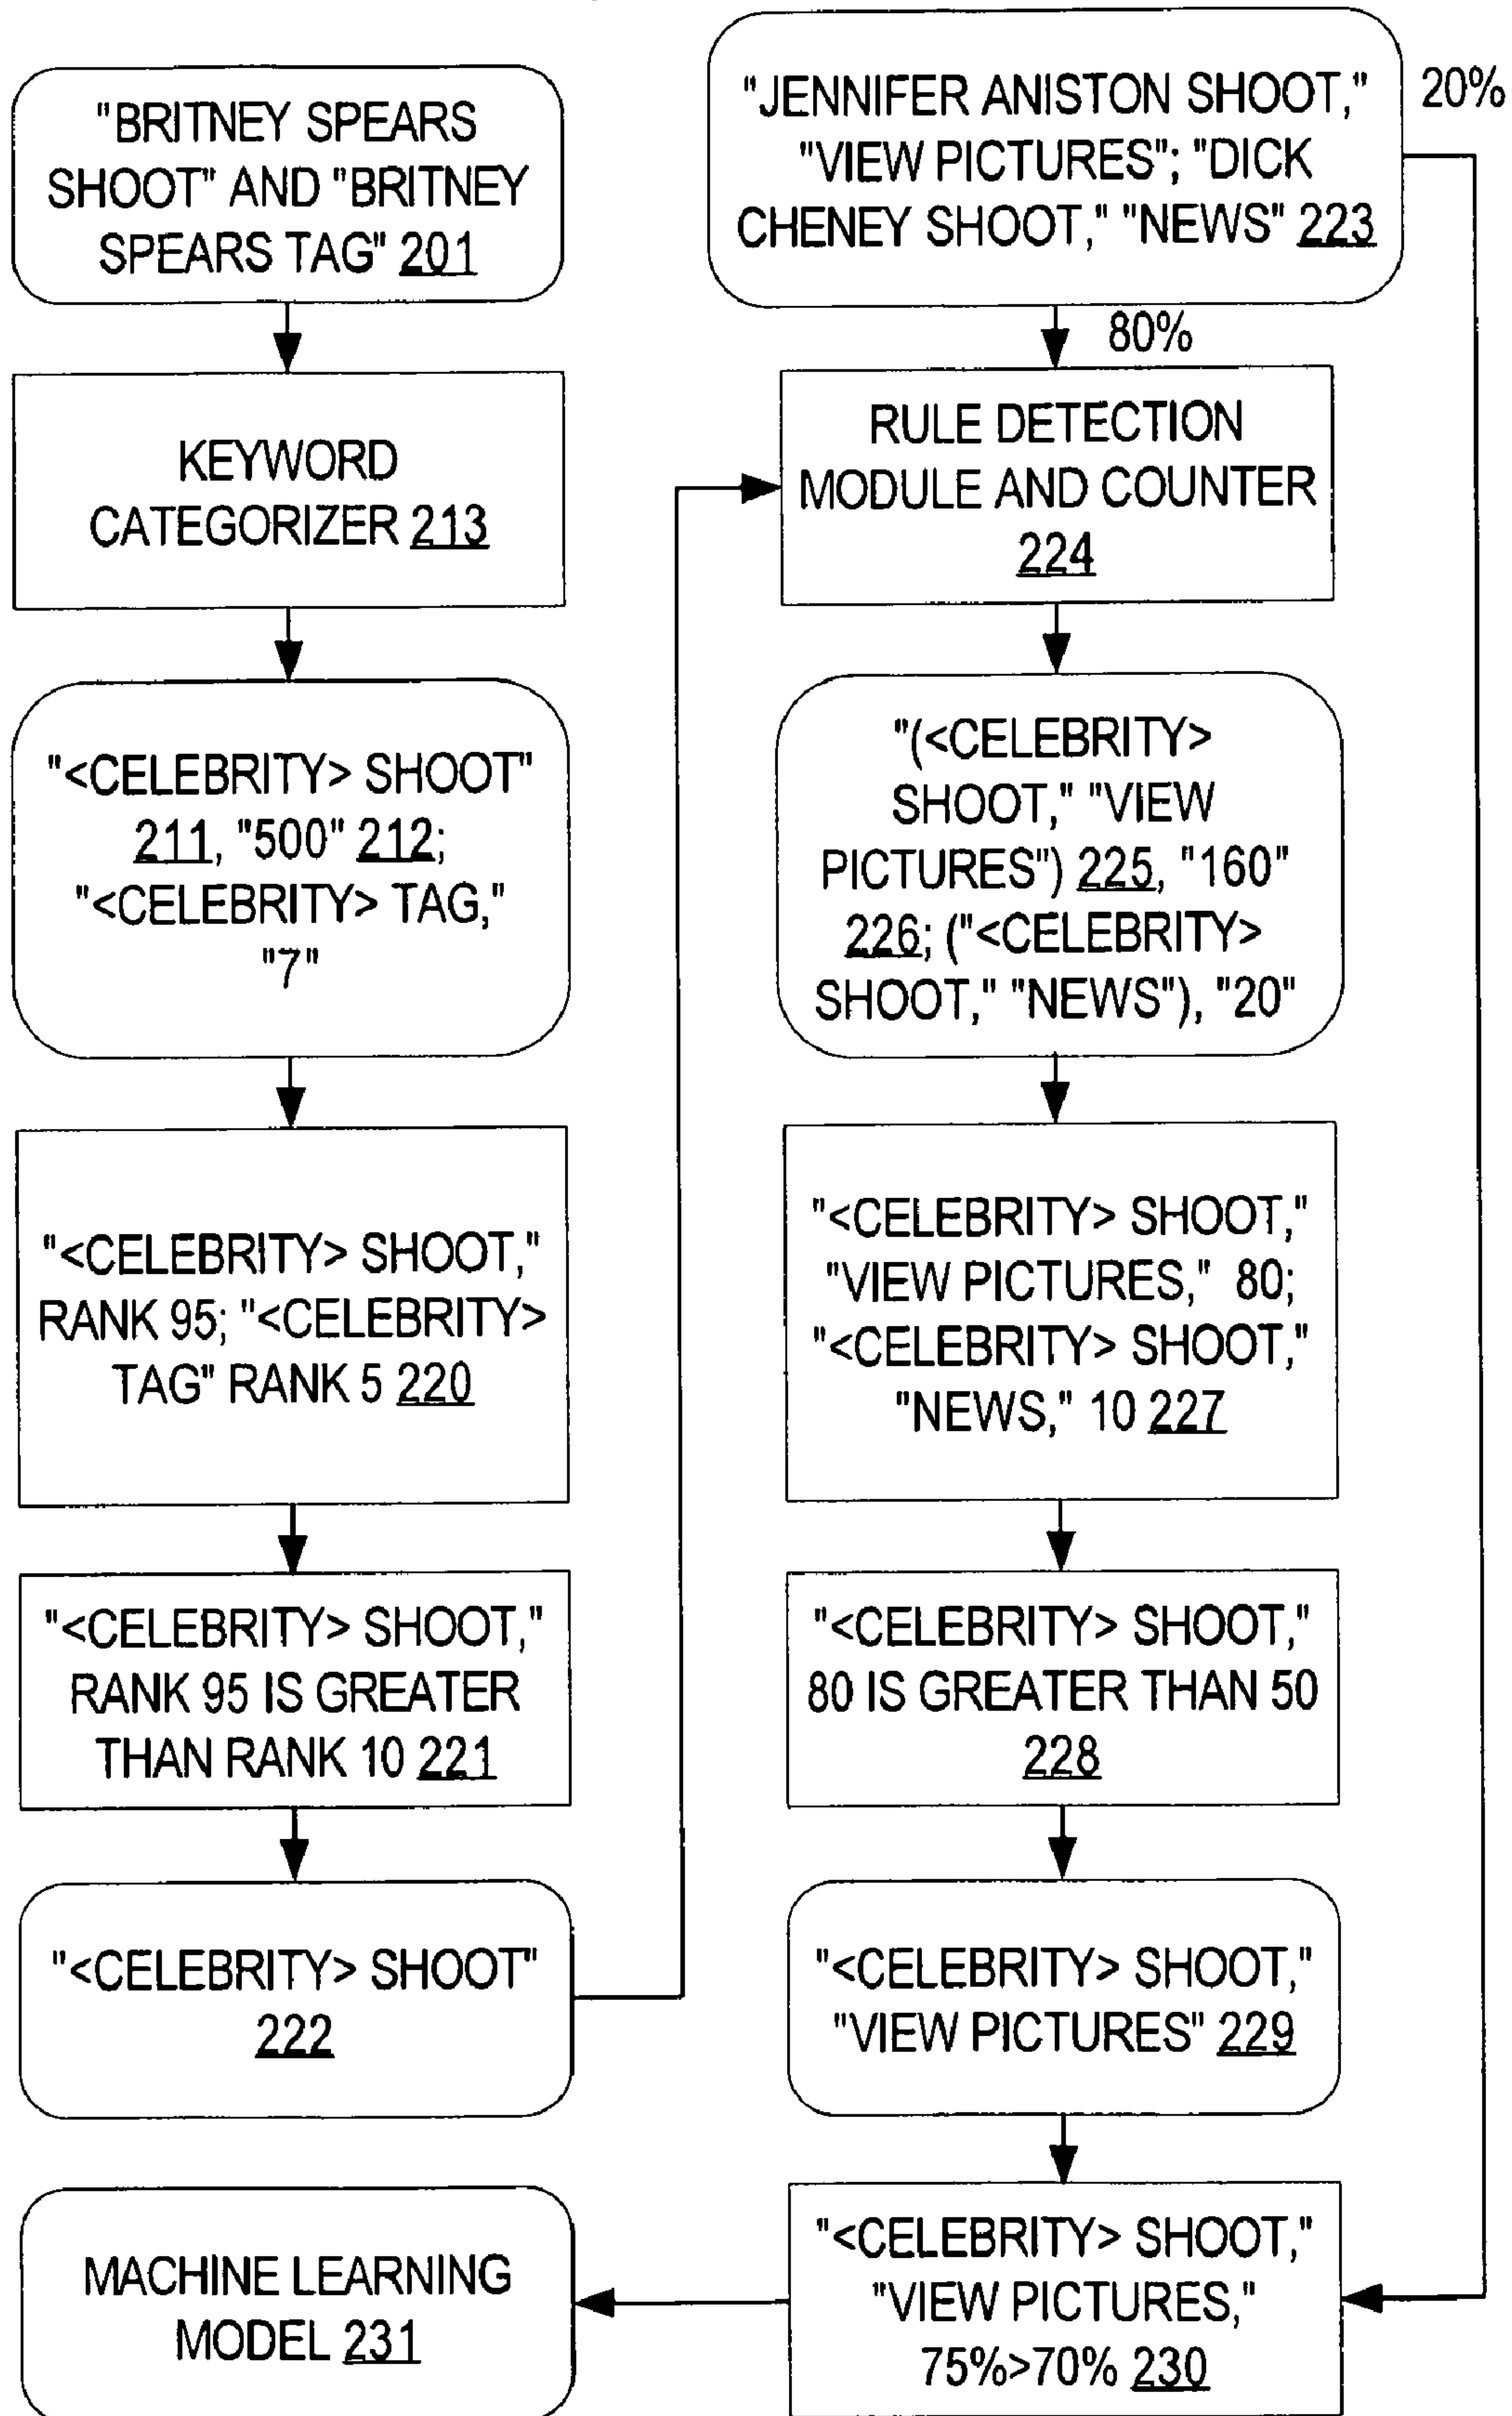 "BRITNEY SPEARS
SHOOT" AND "BRITNEY
SPEARS TAG" 201
KEYWORD
CATEGORIZER 213
"<CELEBRITY> SHOOT"
211, "500" 212;
"<CELEBRITY> TAG,"
"7"
"<CELEBRITY> SHOOT,"
RANK 95; "<CELEBRITY>
TAG" RANK 5 220
"<CELEBRITY> SHOOT,"
RANK 95 IS GREATER
THAN RANK 10 221
"<CELEBRITY> SHOOT"
222
"JENNIFER ANISTON SHOOT,"
"VIEW PICTURES"; "DICK
CHENEY SHOOT," "NEWS" 223
20%
80%
RULE DETECTION
MODULE AND COUNTER
224
"(<CELEBRITY>
SHOOT," "VIEW
PICTURES") 225, "160"
226; ("<CELEBRITY>
SHOOT," "NEWS"), "20"
"<CELEBRITY> SHOOT,"
"VIEW PICTURES," 80;
"<CELEBRITY> SHOOT,"
"NEWS," 10 227
"<CELEBRITY> SHOOT,"
80 IS GREATER THAN 50
228
"<CELEBRITY> SHOOT,"
"VIEW PICTURES" 229
"<CELEBRITY> SHOOT,"
"VIEW PICTURES,"
75%>70% 230
MACHINE LEARNING
MODEL 231